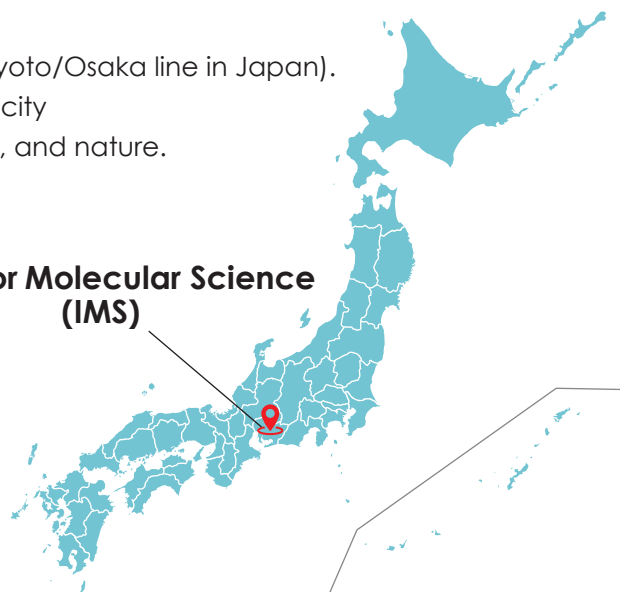 yoto/Osaka line in Japan).
city
, and nature.
or Molecular Science
(IMS)